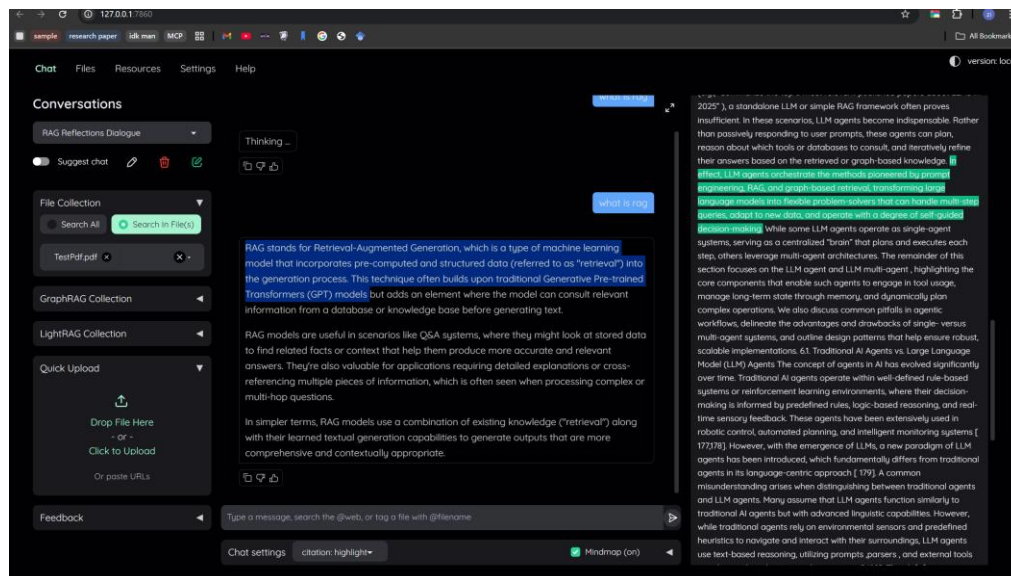 127.0.0.1:7860
sample research paper idk man MCP
All Bookmark
Chat Files Resources Settings Help
version: loc
Conversations
RAG Reflections Dialogue
Suggest chat
File Collection
Search All Search In File(s)
TestPdf.pdf
GraphRAG Collection
LightRAG Collection
Quick Upload
Drop File Here
- or -
Click to Upload
Or paste URLs
Feedback
what is rag
Thinking ...
what is rag
RAG stands for Retrieval-Augmented Generation, which is a type of machine learning
model that incorporates pre-computed and structured data (referred to as "retrieval") into
the generation process. This technique often builds upon traditional Generative Pre-trained
Transformers (GPT) models but adds an element where the model can consult relevant
information from a database or knowledge base before generating text.
RAG models are useful in scenarios like Q&A systems, where they might look at stored data
to find related facts or context that help them produce more accurate and relevant
answers. They're also valuable for applications requiring detailed explanations or cross-
referencing multiple pieces of information, which is often seen when processing complex or
multi-hop questions.
In simpler terms, RAG models use a combination of existing knowledge ("retrieval") along
with their learned textual generation capabilities to generate outputs that are more
comprehensive and contextually appropriate.
Type a message, search the @web, or tag a file with @filename
Chat settings citation: highlight Mindmap (on)
2025" ), a standalone LLM or simple RAG framework often proves
insufficient. In these scenarios, LLM agents become indispensable. Rather
than passively responding to user prompts, these agents can plan,
reason about which tools or databases to consult, and iteratively refine
their answers based on the retrieved or graph-based knowledge. In
effect, LLM agents orchestrate the methods pioneered by prompt
engineering, RAG, and graph-based retrieval, transforming large
language models into flexible problem-solvers that can handle multi-step
queries, adapt to new data, and operate with a degree of self-guided
decision-making. While some LLM agents operate as single-agent
systems, serving as a centralized "brain" that plans and executes each
step, others leverage multi-agent architectures. The remainder of this
section focuses on the LLM agent and LLM multi-agent , highlighting the
core components that enable such agents to engage in tool usage,
manage long-term state through memory, and dynamically plan
complex operations. We also discuss common pitfalls in agentic
workflows, delineate the advantages and drawbacks of single- versus
multi-agent systems, and outline design patterns that help ensure robust,
scalable implementations. 6.1. Traditional AI Agents vs. Large Language
Model (LLM) Agents The concept of agents in AI has evolved significantly
over time. Traditional AI agents operate within well-defined rule-based
systems or reinforcement learning environments, where their decision-
making is informed by predefined rules, logic-based reasoning, and real-
time sensory feedback. These agents have been extensively used in
robotic control, automated planning, and intelligent monitoring systems [
177,178]. However, with the emergence of LLMs, a new paradigm of LLM
agents has been introduced, which fundamentally differs from traditional
agents in its language-centric approach [ 179]. A common
misunderstanding arises when distinguishing between traditional agents
and LLM agents. Many assume that LLM agents function similarly to
traditional AI agents but with advanced linguistic capabilities. However,
while traditional agents rely on environmental sensors and predefined
heuristics to navigate and interact with their surroundings, LLM agents
use text-based reasoning, utilizing prompts ,parsers , and external tools